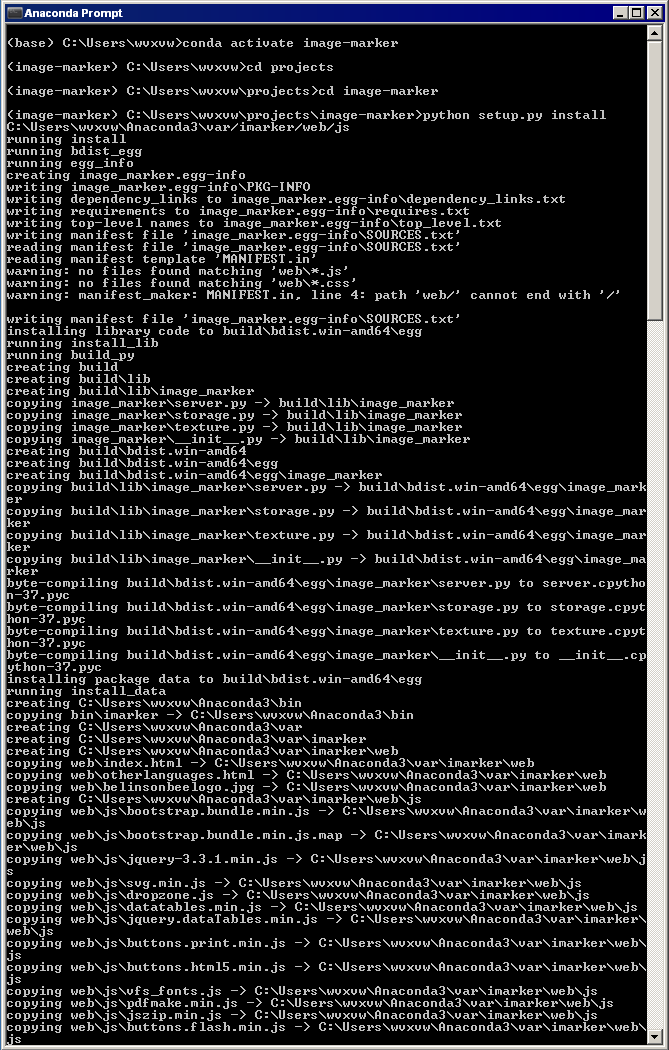 Anaconda Prompt
(base) C:\Users\wvxvw>conda activate image-marker
(image-marker) C:\Users\wvxvw>cd projects
(image-marker) C:\Users\wvxvw\projects>cd image-marker
(image-marker) C:\Users\wvxvw\projects\image-marker>python setup.py install
C:\Users\wvxvw\Anaconda3\var/imarker/web/js
running install
running bdist_egg
running egg_info
creating image_marker.egg-info
writing image_marker.egg-info\PKG-INFO
writing dependency_links to image_marker.egg-info\dependency_links.txt
writing requirements to image_marker.egg-info\requires.txt
writing top-level names to image_marker.egg-info\top_level.txt
writing manifest file 'image_marker.egg-info\SOURCES.txt'
reading manifest file 'image_marker.egg-info\SOURCES.txt'
reading manifest template 'MANIFEST.in'
warning: no files found matching 'web\*.js'
warning: no files found matching 'web\*.css'
warning: manifest_maker: MANIFEST.in, line 4: path 'web/' cannot end with '/'
writing manifest file 'image_marker.egg-info\SOURCES.txt'
installing library code to build\bdist.win-amd64\egg
running install_lib
running build_py
creating build
creating build\lib
creating build\lib\image_marker
copying image_marker\server.py -> build\lib\image_marker
copying image_marker\storage.py -> build\lib\image_marker
copying image_marker\texture.py -> build\lib\image_marker
copying image_marker\__init__.py -> build\lib\image_marker
creating build\bdist.win-amd64
creating build\bdist.win-amd64\egg
creating build\bdist.win-amd64\egg\image_marker
copying build\lib\image_marker\server.py -> build\bdist.win-amd64\egg\image_mark
er
copying build\lib\image_marker\storage.py -> build\bdist.win-amd64\egg\image_mar
ker
copying build\lib\image_marker\texture.py -> build\bdist.win-amd64\egg\image_mar
ker
copying build\lib\image_marker\__init__.py -> build\bdist.win-amd64\egg\image_ma
rker
byte-compiling build\bdist.win-amd64\egg\image_marker\server.py to server.cpytho
n-37.pyc
byte-compiling build\bdist.win-amd64\egg\image_marker\storage.py to storage.cpyt
hon-37.pyc
byte-compiling build\bdist.win-amd64\egg\image_marker\texture.py to texture.cpyt
hon-37.pyc
byte-compiling build\bdist.win-amd64\egg\image_marker\__init__.py to __init__.cp
ython-37.pyc
installing package data to build\bdist.win-amd64\egg
running install_data
creating C:\Users\wvxvw\Anaconda3\bin
copying bin\imarker -> C:\Users\wvxvw\Anaconda3\bin
creating C:\Users\wvxvw\Anaconda3\var
creating C:\Users\wvxvw\Anaconda3\var\imarker
creating C:\Users\wvxvw\Anaconda3\var\imarker\web
copying web\index.html -> C:\Users\wvxvw\Anaconda3\var\imarker\web
copying web\otherlanguages.html -> C:\Users\wvxvw\Anaconda3\var\imarker\web
copying web\belinsonbeelogo.jpg -> C:\Users\wvxvw\Anaconda3\var\imarker\web
creating C:\Users\wvxvw\Anaconda3\var\imarker\web\js
copying web\js\bootstrap.bundle.min.js -> C:\Users\wvxvw\Anaconda3\var\imarker\w
eb\js
copying web\js\bootstrap.bundle.min.js.map -> C:\Users\wvxvw\Anaconda3\var\imark
er\web\js
copying web\js\jquery-3.3.1.min.js -> C:\Users\wvxvw\Anaconda3\var\imarker\web\j
s
copying web\js\svg.min.js -> C:\Users\wvxvw\Anaconda3\var\imarker\web\js
copying web\js\dropzone.js -> C:\Users\wvxvw\Anaconda3\var\imarker\web\js
copying web\js\datatables.min.js -> C:\Users\wvxvw\Anaconda3\var\imarker\web\js
copying web\js\jquery.dataTables.min.js -> C:\Users\wvxvw\Anaconda3\var\imarker\
web\js
copying web\js\buttons.print.min.js -> C:\Users\wvxvw\Anaconda3\var\imarker\web\
js
copying web\js\buttons.html5.min.js -> C:\Users\wvxvw\Anaconda3\var\imarker\web\
js
copying web\js\vfs_fonts.js -> C:\Users\wvxvw\Anaconda3\var\imarker\web\js
copying web\js\pdfmake.min.js -> C:\Users\wvxvw\Anaconda3\var\imarker\web\js
copying web\js\jszip.min.js -> C:\Users\wvxvw\Anaconda3\var\imarker\web\js
copying web\js\buttons.flash.min.js -> C:\Users\wvxvw\Anaconda3\var\imarker\web\
js